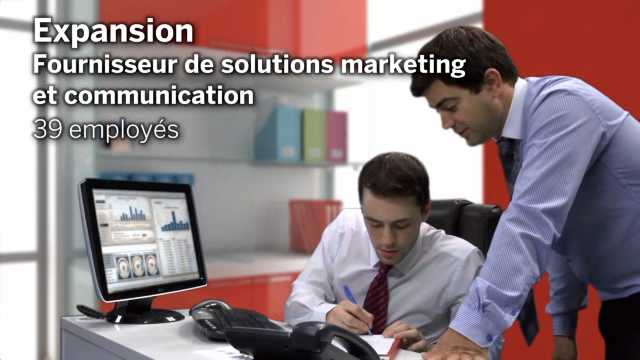 Expansion
Fournisseur de solutions marketing
et communication
39 employés